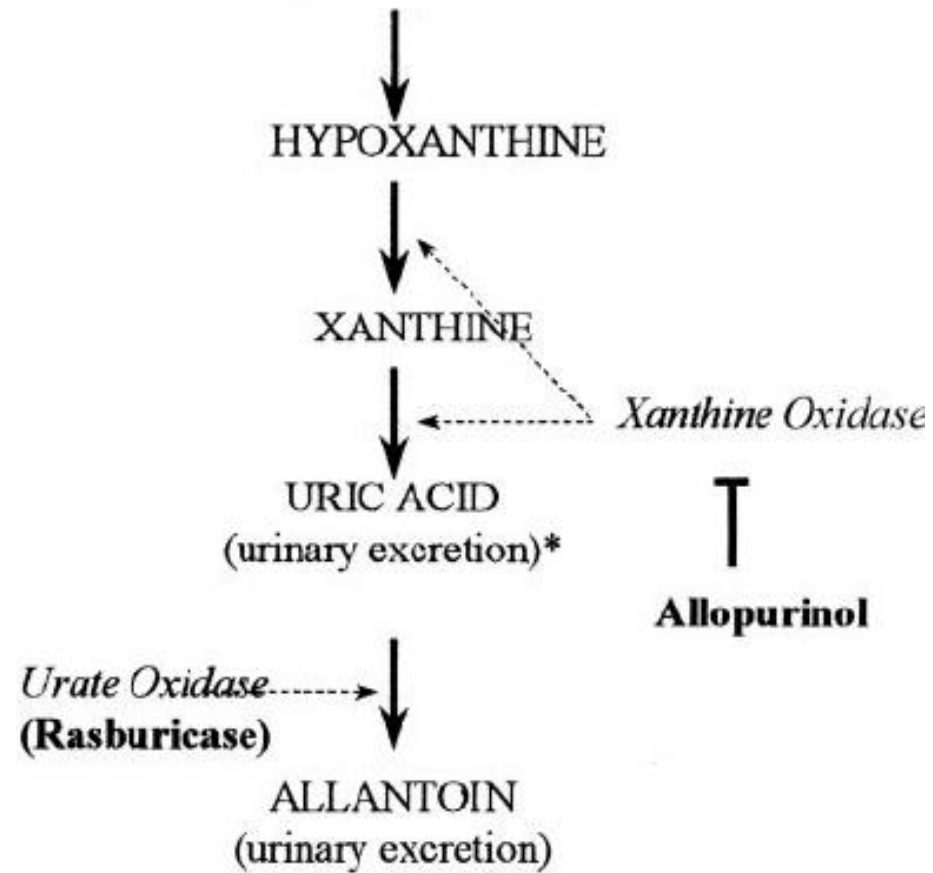 HYPOXANTHINE
XANTHINE
Xanthine Oxidase
URIC ACID
(urinary excretion)*
Allopurinol
Urate Oxidase
(Rasburicase)
ALLANTOIN
(urinary excretion)